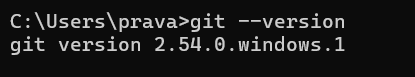 C:\Users\prava>git --version
git version 2.54.0.windows.1